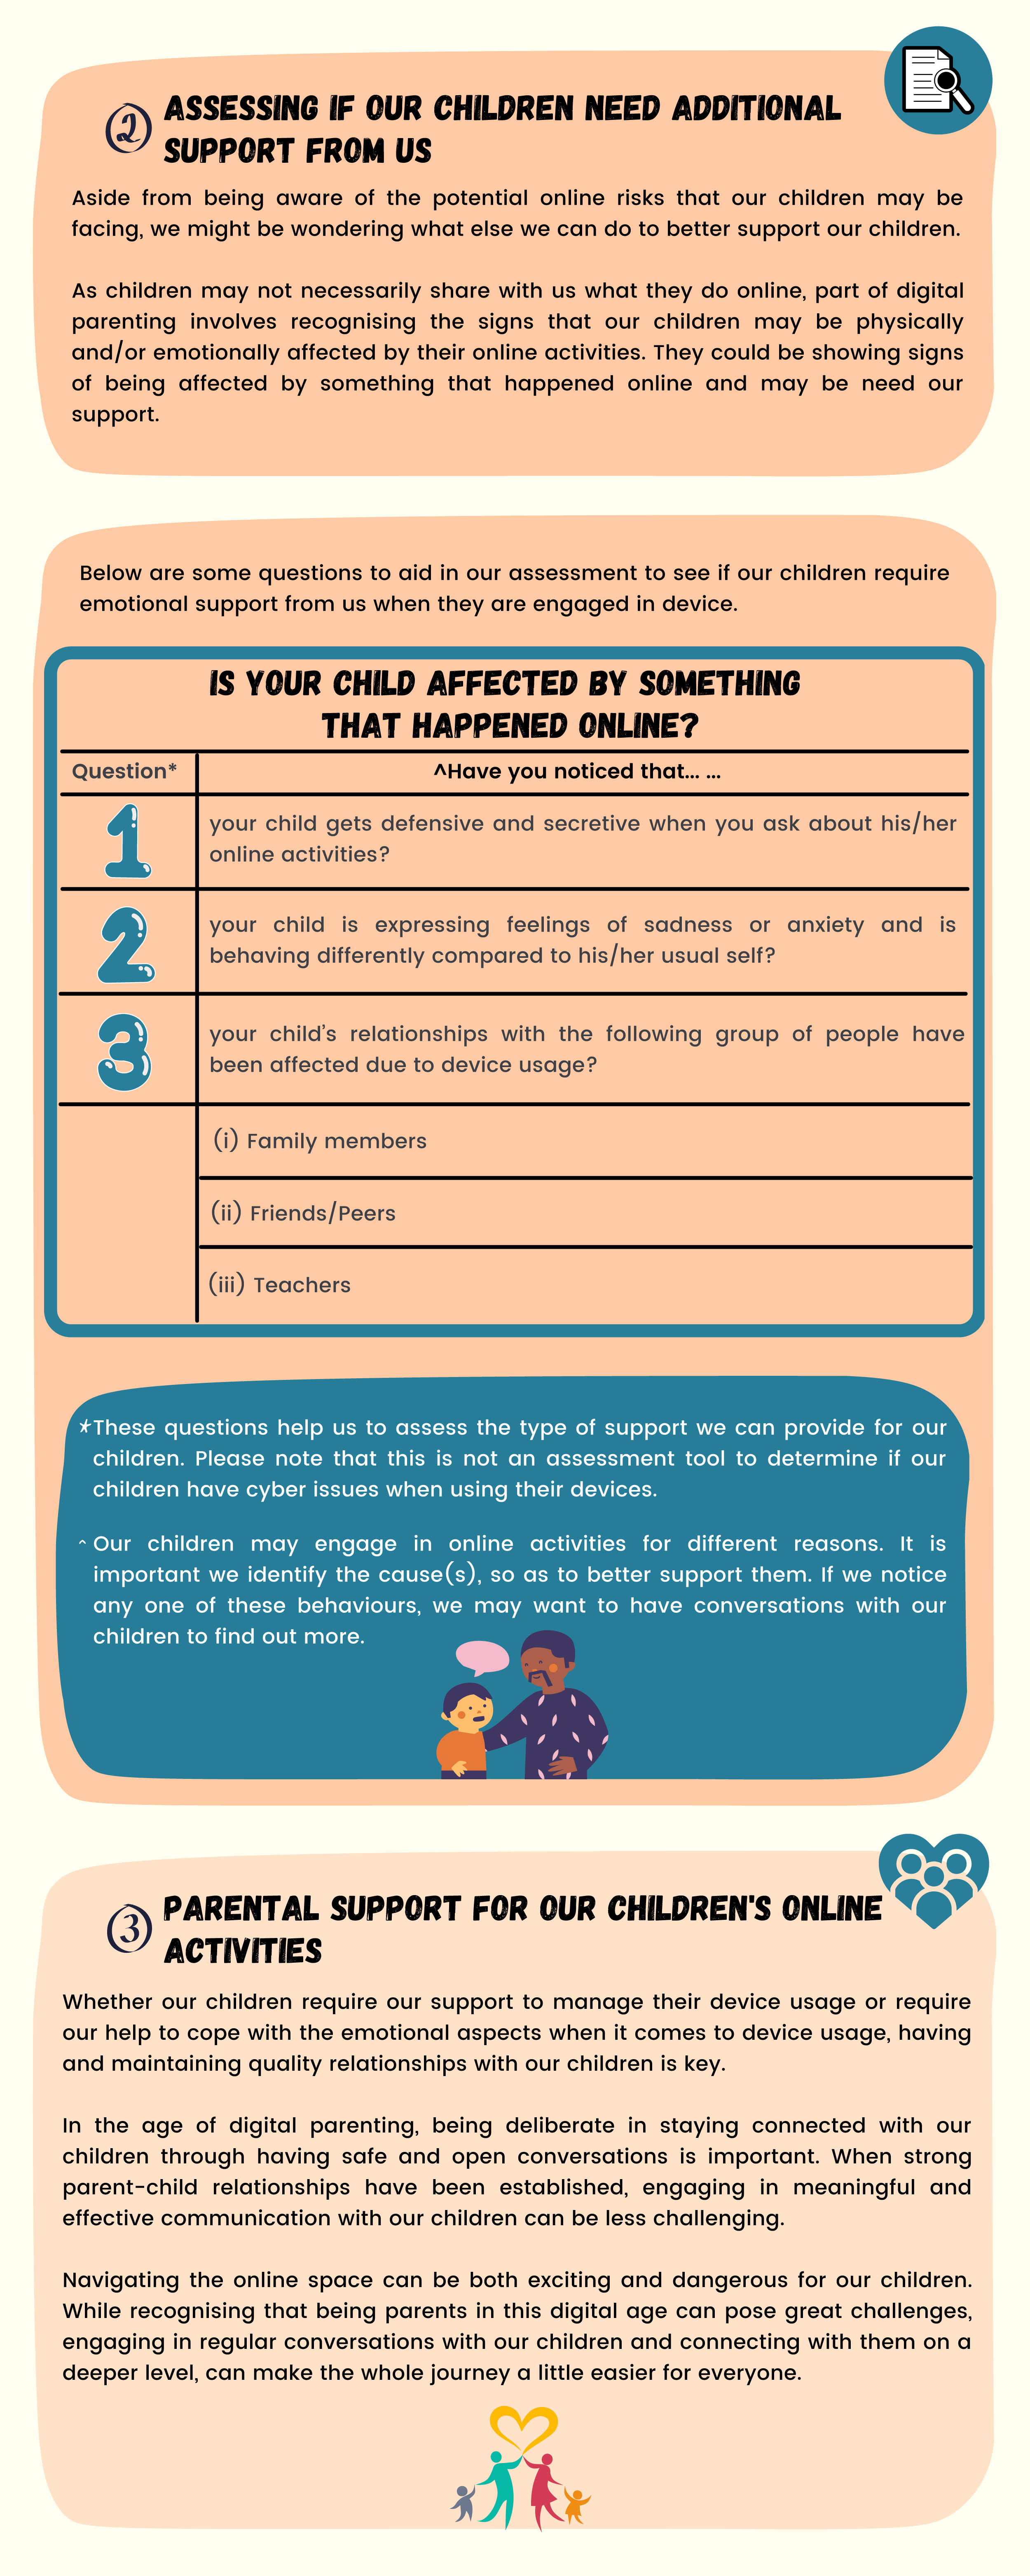 2 ASSESSING IF OUR CHILDREN NEED ADDITIONAL
SUPPORT FROM US
Aside from being aware of the potential online risks that our children may be
facing, we might be wondering what else we can do to better support our children.
As children may not necessarily share with us what they do online, part of digital
parenting involves recognising the signs that our children may be physically
and/or emotionally affected by their online activities. They could be showing signs
of being affected by something that happened online and may be need our
support.
Below are some questions to aid in our assessment to see if our children require
emotional support from us when they are engaged in device.
IS YOUR CHILD AFFECTED BY SOMETHING
THAT HAPPENED ONLINE?
Question* ^Have you noticed that... ...
1 your child gets defensive and secretive when you ask about his/her
online activities?
2 your child is expressing feelings of sadness or anxiety and is
behaving differently compared to his/her usual self?
3 your child's relationships with the following group of people have
been affected due to device usage?
(i) Family members
(ii) Friends/Peers
(iii) Teachers
*These questions help us to assess the type of support we can provide for our
children. Please note that this is not an assessment tool to determine if our
children have cyber issues when using their devices.
^ Our children may engage in online activities for different reasons. It is
important we identify the cause(s), so as to better support them. If we notice
any one of these behaviours, we may want to have conversations with our
children to find out more.
3 PARENTAL SUPPORT FOR OUR CHILDREN'S ONLINE
ACTIVITIES
Whether our children require our support to manage their device usage or require
our help to cope with the emotional aspects when it comes to device usage, having
and maintaining quality relationships with our children is key.
In the age of digital parenting, being deliberate in staying connected with our
children through having safe and open conversations is important. When strong
parent-child relationships have been established, engaging in meaningful and
effective communication with our children can be less challenging.
Navigating the online space can be both exciting and dangerous for our children.
While recognising that being parents in this digital age can pose great challenges,
engaging in regular conversations with our children and connecting with them on a
deeper level, can make the whole journey a little easier for everyone.